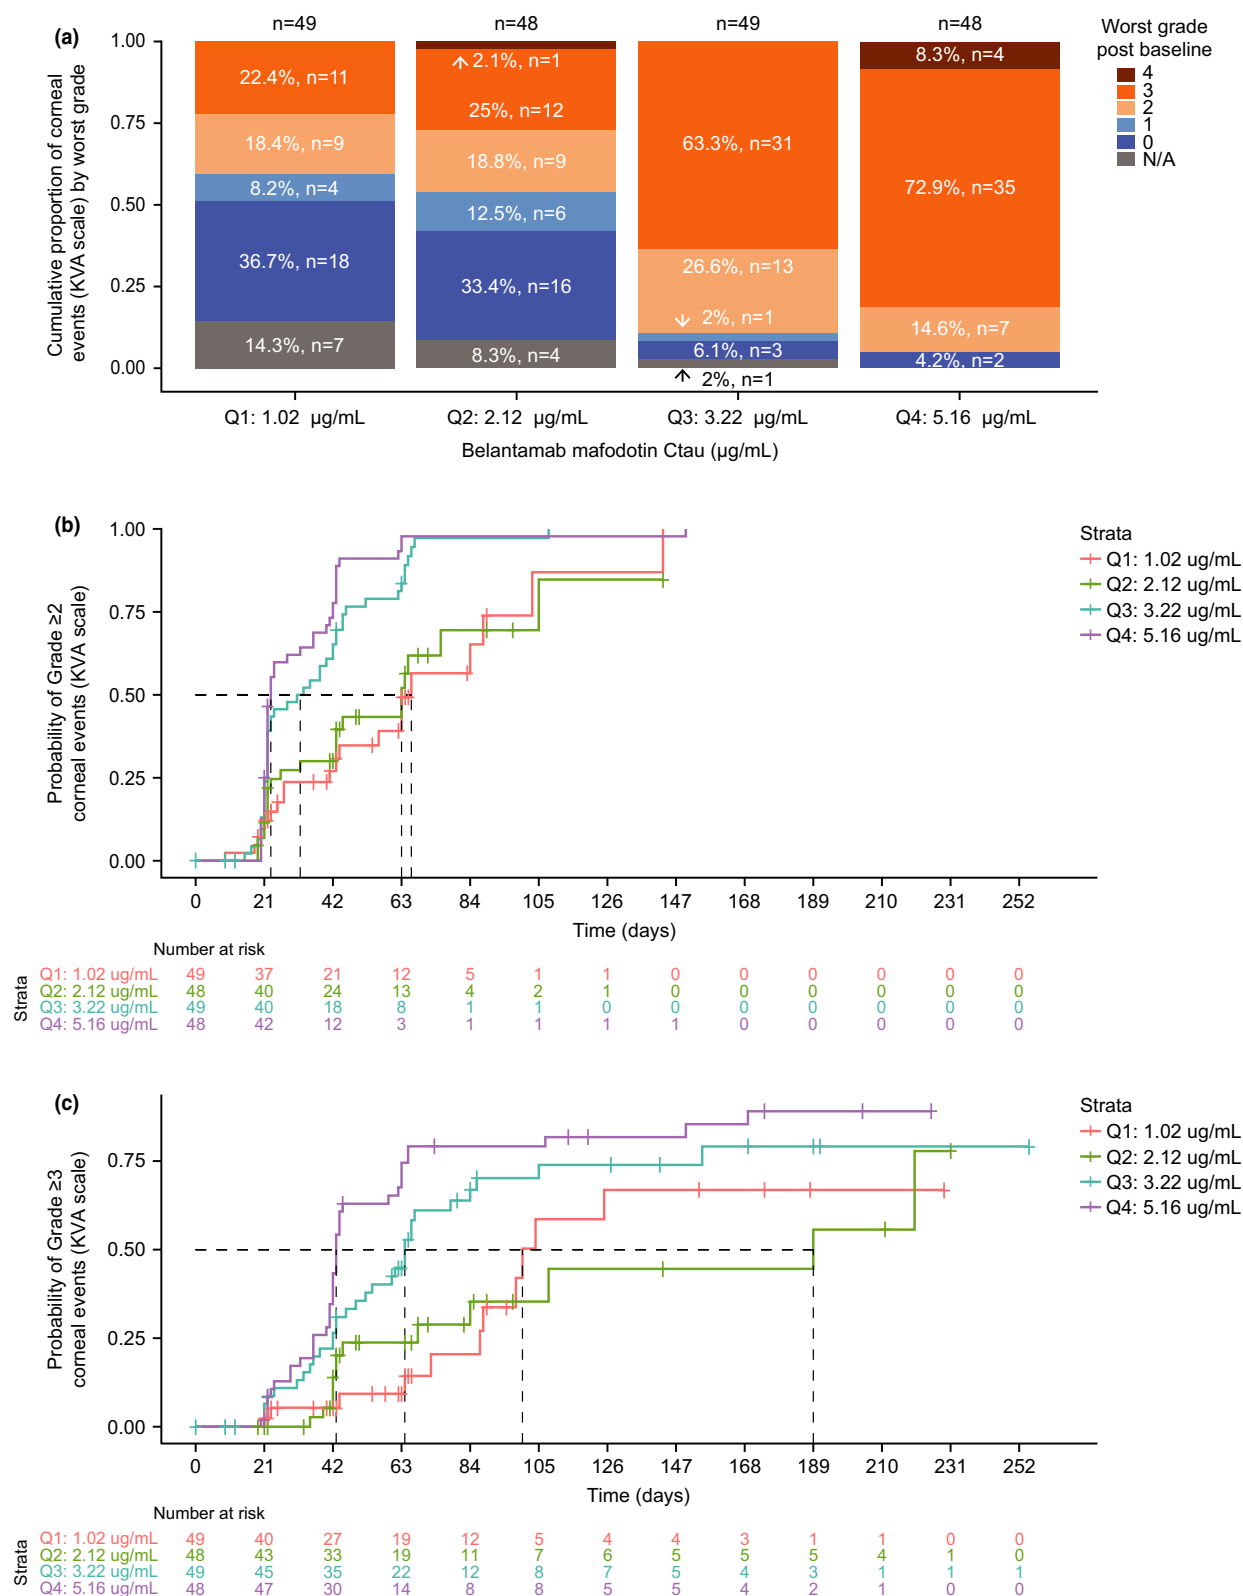 (a)
n=49 n=48 n=49 n=48
Worst grade
post baseline
4
3
2
1
0
N/A
Cumulative proportion of corneal
events (KVA scale) by worst grade
1.00
0.75
0.50
0.25
0.00
22.4%, n=11
18.4%, n=9
8.2%, n=4
36.7%, n=18
14.3%, n=7
2.1%, n=1
25%, n=12
18.8%, n=9
12.5%, n=6
33.4%, n=16
8.3%, n=4
63.3%, n=31
26.6%, n=13
2%, n=1
6.1%, n=3
2%, n=1
8.3%, n=4
72.9%, n=35
14.6%, n=7
4.2%, n=2
Q1: 1.02 µg/mL Q2: 2.12 µg/mL Q3: 3.22 µg/mL Q4: 5.16 µg/mL
Belantamab mafodotin Ctau (µg/mL)
(b)
Probability of Grade ≥2
corneal events (KVA scale)
1.00
0.75
0.50
0.25
0.00
Strata
Q1: 1.02 ug/mL
Q2: 2.12 ug/mL
Q3: 3.22 ug/mL
Q4: 5.16 ug/mL
0 21 42 63 84 105 126 147 168 189 210 231 252
Time (days)
Number at risk
Strata
Q1: 1.02 ug/mL 49 37 21 12 5 1 1 0 0 0 0 0 0
Q2: 2.12 ug/mL 48 40 24 13 4 2 1 0 0 0 0 0 0
Q3: 3.22 ug/mL 49 40 18 8 1 1 0 0 0 0 0 0 0
Q4: 5.16 ug/mL 48 42 12 3 1 1 1 1 0 0 0 0 0
(c)
Probability of Grade ≥3
corneal events (KVA scale)
0.75
0.50
0.25
0.00
Strata
Q1: 1.02 ug/mL
Q2: 2.12 ug/mL
Q3: 3.22 ug/mL
Q4: 5.16 ug/mL
0 21 42 63 84 105 126 147 168 189 210 231 252
Time (days)
Number at risk
Strata
Q1: 1.02 ug/mL 49 40 27 19 12 5 4 4 3 1 1 0 0
Q2: 2.12 ug/mL 48 43 33 19 11 7 6 5 5 5 4 1 0
Q3: 3.22 ug/mL 49 45 35 22 12 8 7 5 4 3 1 1 1
Q4: 5.16 ug/mL 48 47 30 14 8 8 5 5 4 2 1 0 0